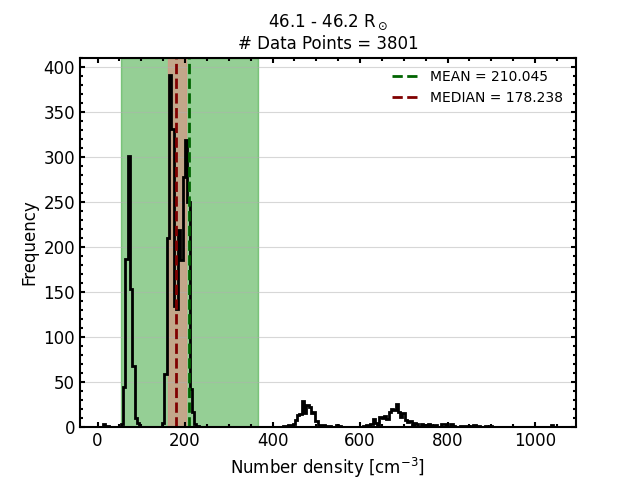 46.1 - 46.2 R⊙
# Data Points = 3801
MEAN = 210.045
MEDIAN = 178.238
400
350
300
250
200
150
100
50
0
Frequency
0 200 400 600 800 1000
Number density [cm⁻³]